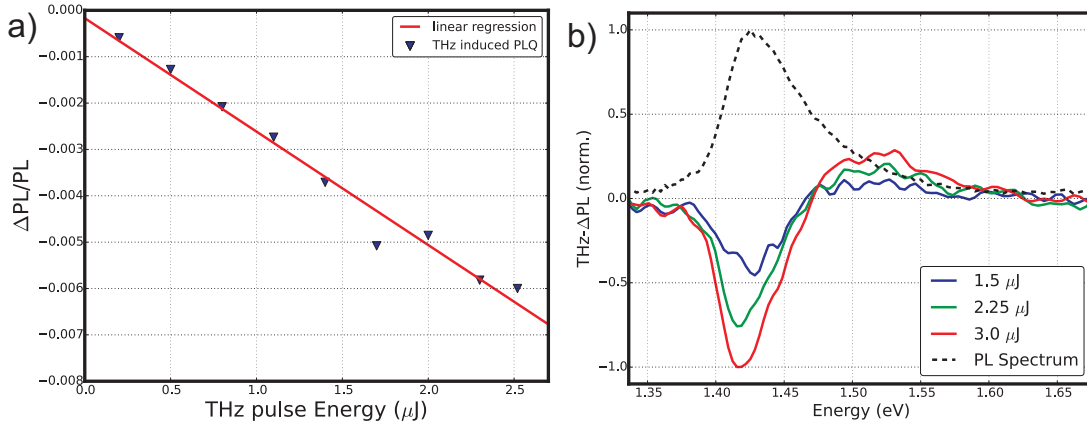 a)
0.000
−0.001
−0.002
−0.003
−0.004
−0.005
−0.006
−0.007
−0.008
ΔPL/PL
linear regression
THz induced PLQ
0.0 0.5 1.0 1.5 2.0 2.5
THz pulse Energy (μJ)
b)
1.0
0.5
0.0
−0.5
−1.0
THz-ΔPL (norm.)
1.5 μJ
2.25 μJ
3.0 μJ
PL Spectrum
1.35 1.40 1.45 1.50 1.55 1.60 1.65
Energy (eV)